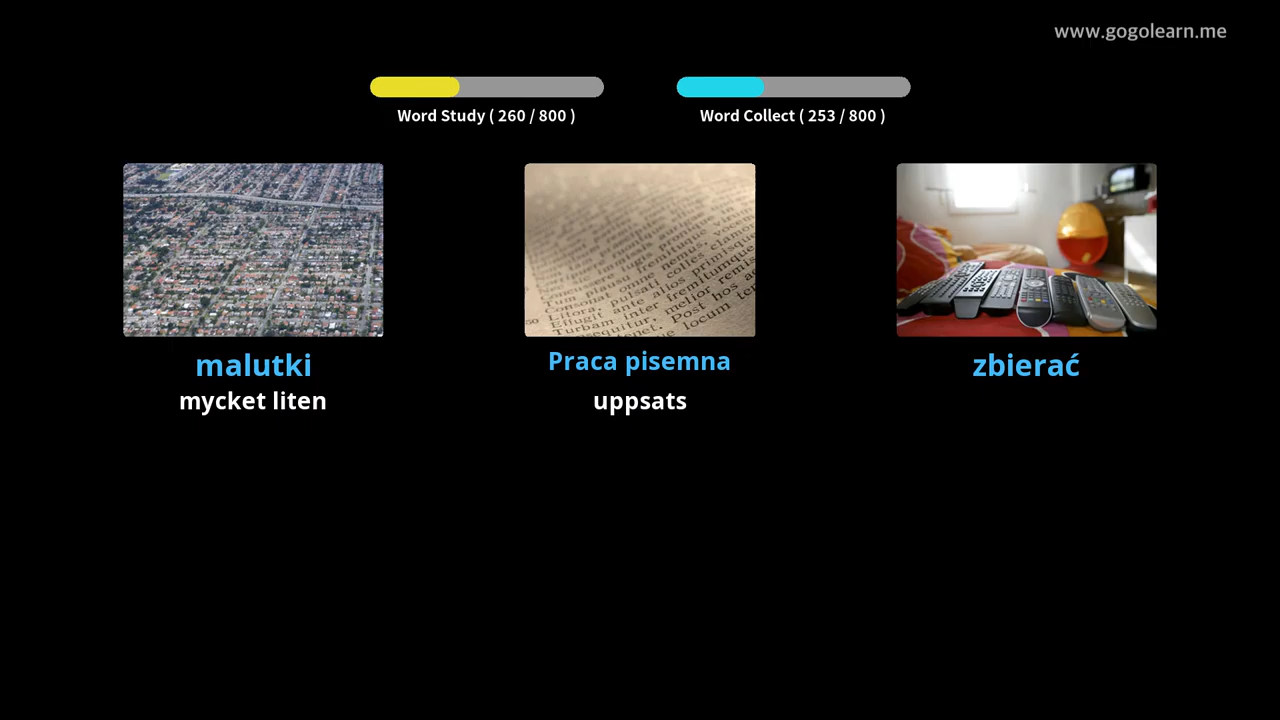 www.gogolearn.me
Word Study ( 260 / 800 )
Word Collect ( 253 / 800 )
malutki
mycket liten
Praca pisemna
uppsats
zbierać